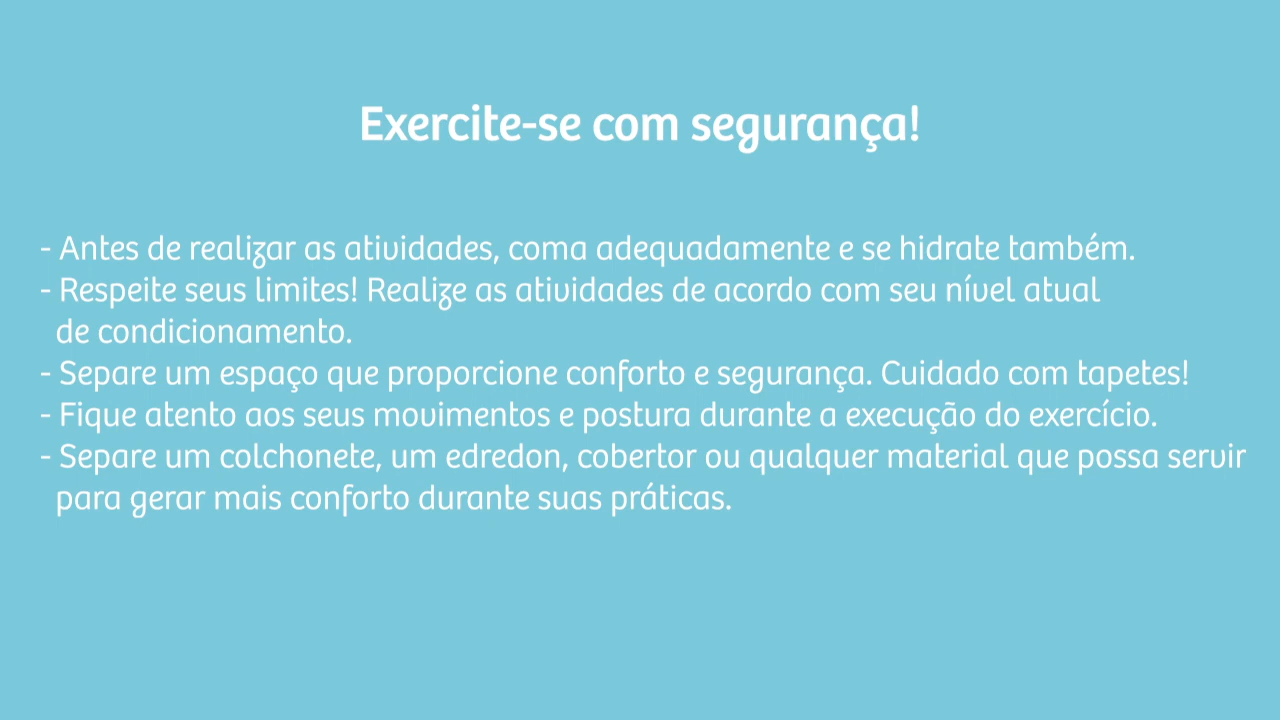 Exercite-se com segurança!
- Antes de realizar as atividades, coma adequadamente e se hidrate também.
- Respeite seus limites! Realize as atividades de acordo com seu nível atual
de condicionamento.
- Separe um espaço que proporcione conforto e segurança. Cuidado com tapetes!
- Fique atento aos seus movimentos e postura durante a execução do exercício.
- Separe um colchonete, um edredon, cobertor ou qualquer material que possa servir
para gerar mais conforto durante suas práticas.